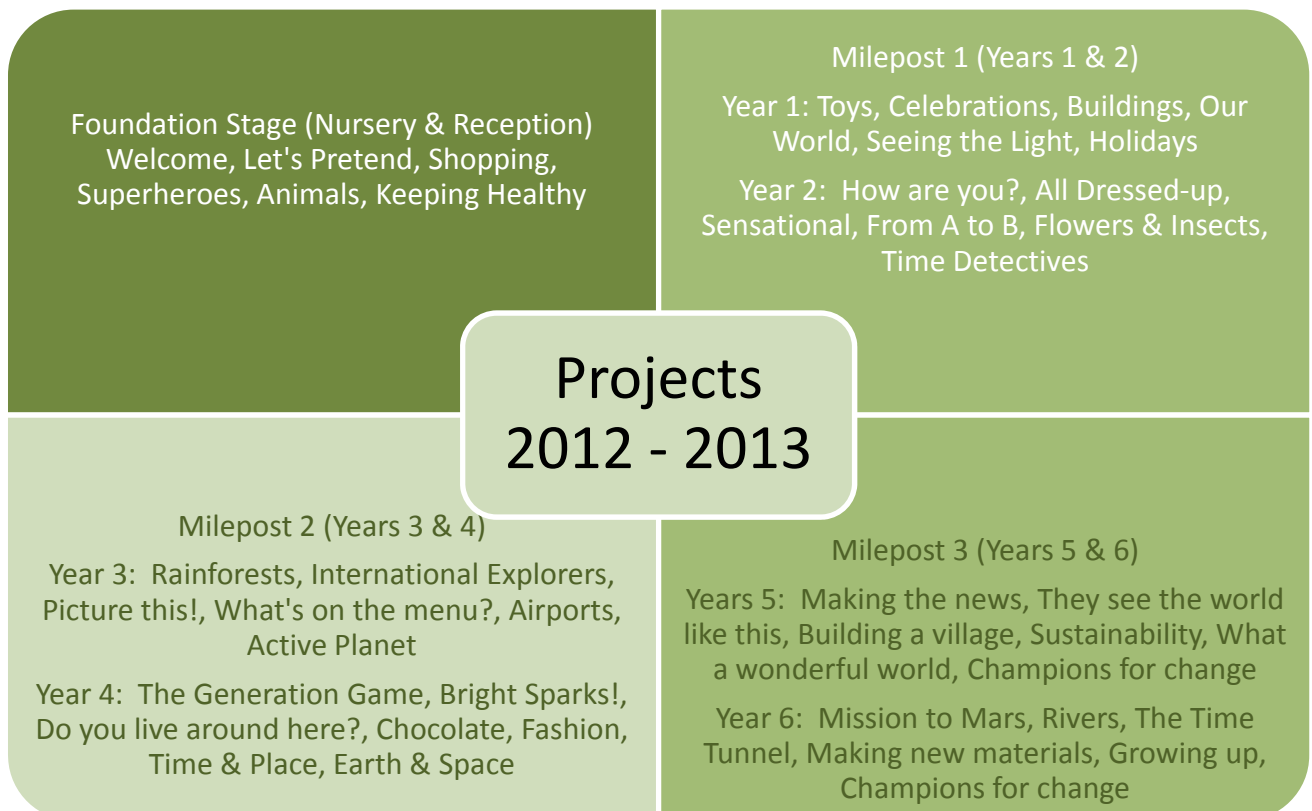 Foundation Stage (Nursery & Reception)
Welcome, Let's Pretend, Shopping,
Superheroes, Animals, Keeping Healthy
Milepost 1 (Years 1 & 2)
Year 1: Toys, Celebrations, Buildings, Our
World, Seeing the Light, Holidays
Year 2:  How are you?, All Dressed-up,
Sensational, From A to B, Flowers & Insects,
Time Detectives
Projects
2012 - 2013
Milepost 2 (Years 3 & 4)
Year 3:  Rainforests, International Explorers,
Picture this!, What's on the menu?, Airports,
Active Planet
Year 4:  The Generation Game, Bright Sparks!,
Do you live around here?, Chocolate, Fashion,
Time & Place, Earth & Space
Milepost 3 (Years 5 & 6)
Years 5:  Making the news, They see the world
like this, Building a village, Sustainability, What
a wonderful world, Champions for change
Year 6:  Mission to Mars, Rivers, The Time
Tunnel, Making new materials, Growing up,
Champions for change